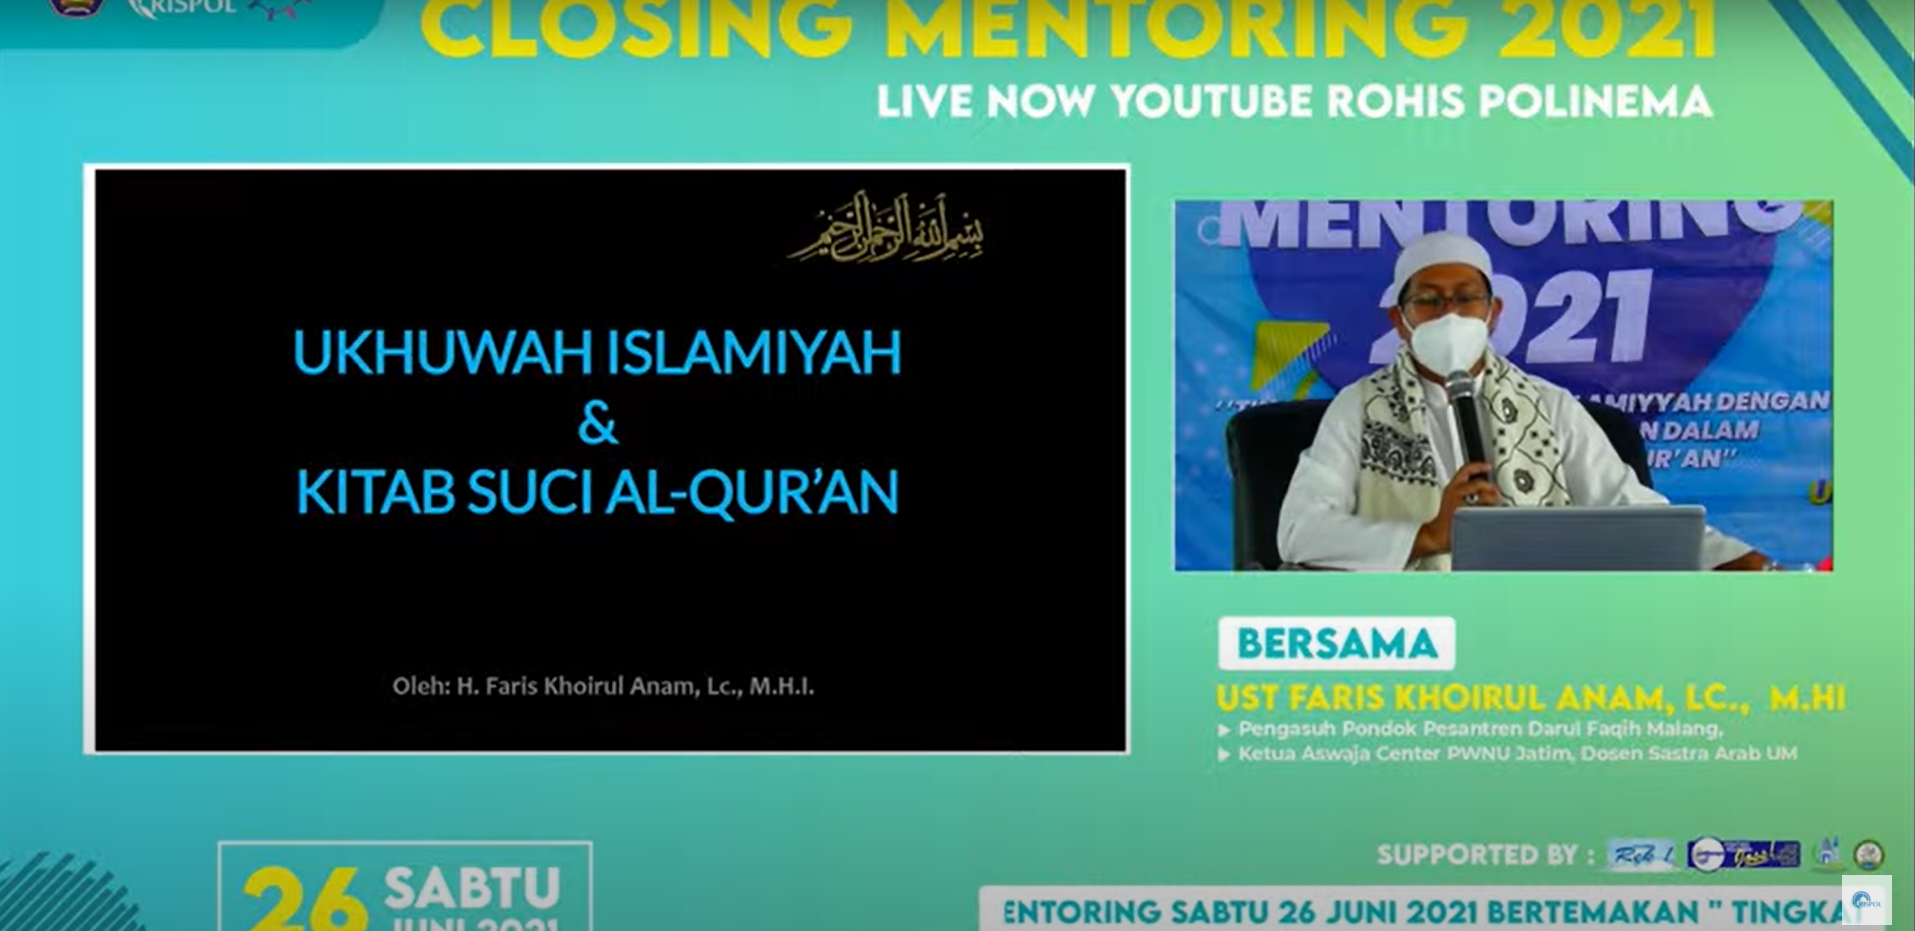 RISPOL
CLOSING MENTORING 2021
LIVE NOW YOUTUBE ROHIS POLINEMA
بسم الله الرحمن الرحيم
UKHUWAH ISLAMIYAH
&
KITAB SUCI AL-QUR’AN
Oleh: H. Faris Khoirul Anam, Lc., M.H.I.
MENTORING
2021
AMIYYAH DENGAN
N DALAM
UR’AN”
BERSAMA
UST FARIS KHOIRUL ANAM, LC., M.HI
Pengasuh Pondok Pesantren Darul Faqih Malang,
Ketua Aswaja Center PWNU Jatim, Dosen Sastra Arab UM
26 SABTU
JUNI 2021
SUPPORTED BY :
ENTORING SABTU 26 JUNI 2021 BERTEMAKAN " TINGKA
RISPOL